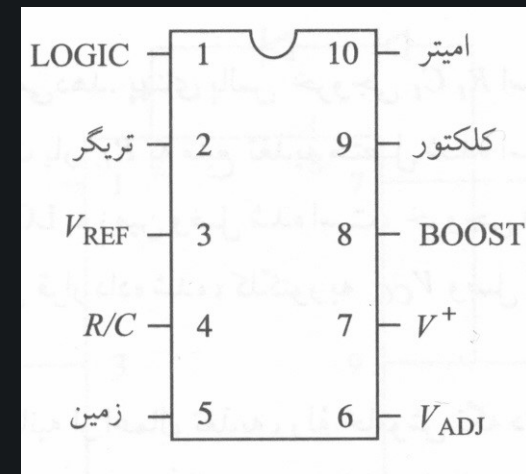 LOGIC 1 10 امیتر
تریگر 2 9 کلکتور
VREF 3 8 BOOST
R/C 4 7 V+
زمین 5 6 VADJ